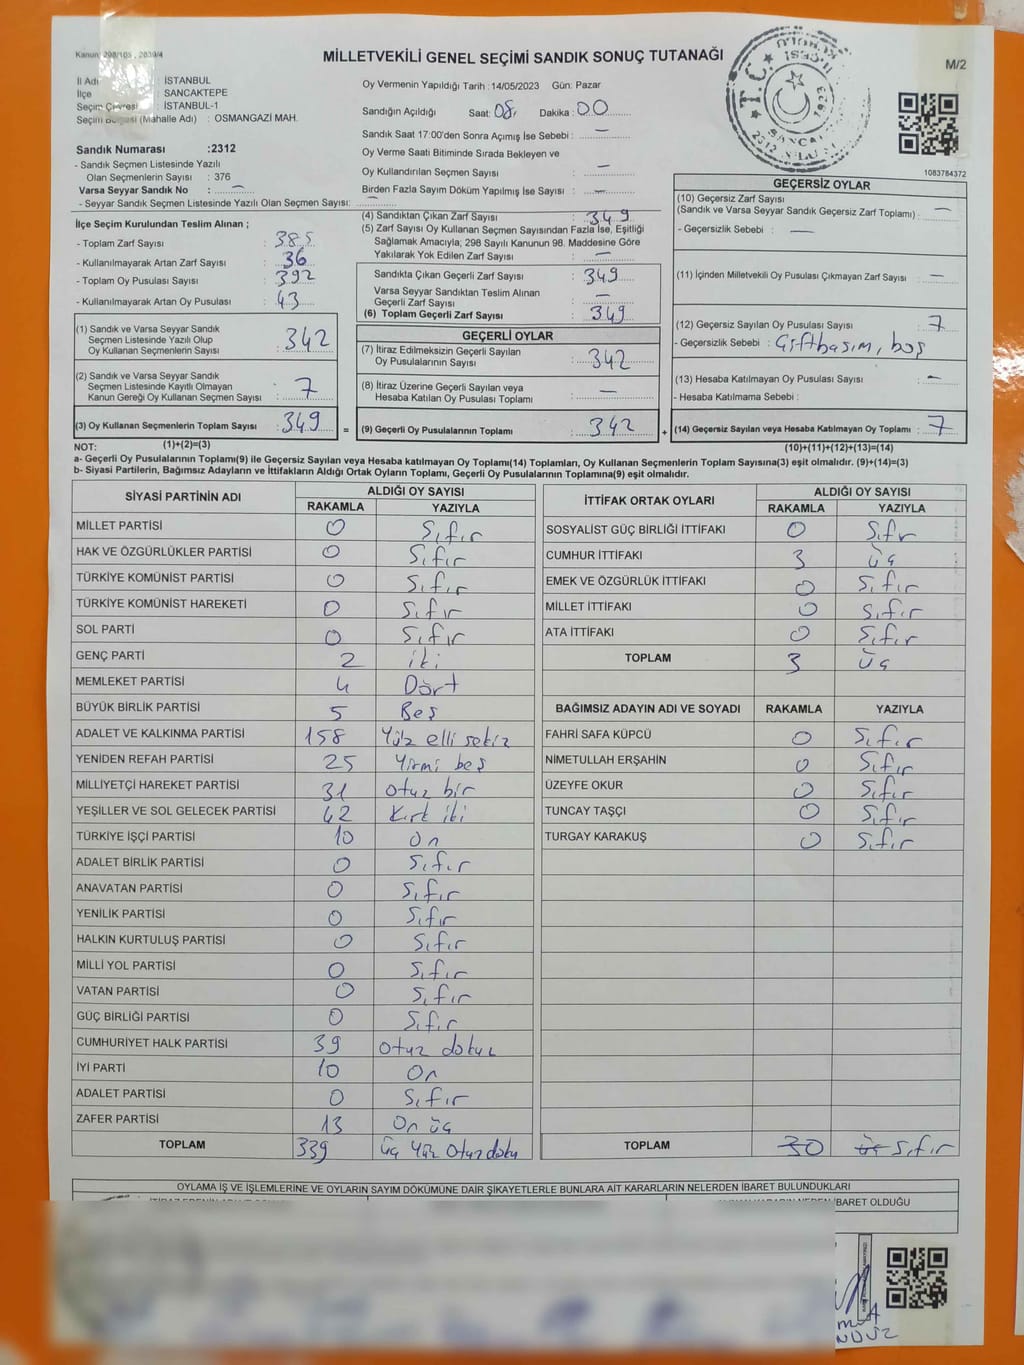 Kanun: 298/105 , 2839/4
MİLLETVEKİLİ GENEL SEÇİMİ SANDIK SONUÇ TUTANAĞI
M/2
İl Adı : İSTANBUL
İlçe : SANCAKTEPE
Seçim Çevresi : İSTANBUL-1
Seçim Bölgesi (Mahalle Adı) : OSMANGAZİ MAH.
Sandık Numarası :2312
- Sandık Seçmen Listesinde Yazılı
Olan Seçmenlerin Sayısı : 376
Varsa Seyyar Sandık No : —
- Seyyar Sandık Seçmen Listesinde Yazılı Olan Seçmen Sayısı: —
Oy Vermenin Yapıldığı Tarih : 14/05/2023 Gün: Pazar
Sandığın Açıldığı Saat: 08 Dakika : 00
Sandık Saat 17:00'den Sonra Açımış İse Sebebi : —
Oy Verme Saati Bitiminde Sırada Bekleyen ve
Oy Kullandırılan Seçmen Sayısı : —
Birden Fazla Sayım Döküm Yapılmış İse Sayısı : —
T.C.
2312
1083784372
İlçe Seçim Kurulundan Teslim Alınan ;
- Toplam Zarf Sayısı : 385
- Kullanılmayarak Artan Zarf Sayısı : 36
- Toplam Oy Pusulası Sayısı : 392
- Kullanılmayarak Artan Oy Pusulası : 43
(1) Sandık ve Varsa Seyyar Sandık
Seçmen Listesinde Yazılı Olup
Oy Kullanan Seçmenlerin Sayısı : 342
(2) Sandık ve Varsa Seyyar Sandık
Seçmen Listesinde Kayıtlı Olmayan
Kanun Gereği Oy Kullanan Seçmen Sayısı : 7
(3) Oy Kullanan Seçmenlerin Toplam Sayısı : 349
(4) Sandıktan Çıkan Zarf Sayısı : 349
(5) Zarf Sayısı Oy Kullanan Seçmen Sayısından Fazla İse, Eşitliği
Sağlamak Amacıyla; 298 Sayılı Kanunun 98. Maddesine Göre
Yakılarak Yok Edilen Zarf Sayısı : —
Sandıkta Çıkan Geçerli Zarf Sayısı : 349
Varsa Seyyar Sandıktan Teslim Alınan
Geçerli Zarf Sayısı : —
(6) Toplam Geçerli Zarf Sayısı : 349
GEÇERLİ OYLAR
(7) İtiraz Edilmeksizin Geçerli Sayılan
Oy Pusulalarının Sayısı : 342
(8) İtiraz Üzerine Geçerli Sayılan veya
Hesaba Katılan Oy Pusulası Toplamı : —
= (9) Geçerli Oy Pusulalarının Toplamı : 342
GEÇERSİZ OYLAR
(10) Geçersiz Zarf Sayısı
(Sandık ve Varsa Seyyar Sandık Geçersiz Zarf Toplamı) : —
- Geçersizlik Sebebi : —
(11) İçinden Milletvekili Oy Pusulası Çıkmayan Zarf Sayısı : —
(12) Geçersiz Sayılan Oy Pusulası Sayısı : 7
- Geçersizlik Sebebi : Çiftbasım, boş
(13) Hesaba Katılmayan Oy Pusulası Sayısı : —
- Hesaba Katılmama Sebebi :
+ (14) Geçersiz Sayılan veya Hesaba Katılmayan Oy Toplamı : 7
NOT: (1)+(2)=(3) (10)+(11)+(12)+(13)=(14)
a- Geçerli Oy Pusulalarının Toplamı(9) ile Geçersiz Sayılan veya Hesaba katılmayan Oy Toplamı(14) Toplamları, Oy Kullanan Seçmenlerin Toplam Sayısına(3) eşit olmalıdır. (9)+(14)=(3)
b- Siyasi Partilerin, Bağımsız Adayların ve İttifakların Aldığı Ortak Oyların Toplamı, Geçerli Oy Pusulalarının Toplamına(9) eşit olmalıdır.
SİYASİ PARTİNİN ADI ALDIĞI OY SAYISI
RAKAMLA YAZIYLA
MİLLET PARTİSİ 0 Sıfır
HAK VE ÖZGÜRLÜKLER PARTİSİ 0 Sıfır
TÜRKİYE KOMÜNİST PARTİSİ 0 Sıfır
TÜRKİYE KOMÜNİST HAREKETİ 0 Sıfır
SOL PARTİ 0 Sıfır
GENÇ PARTİ 2 iki
MEMLEKET PARTİSİ 4 Dört
BÜYÜK BİRLİK PARTİSİ 5 Beş
ADALET VE KALKINMA PARTİSİ 158 Yüz elli sekiz
YENİDEN REFAH PARTİSİ 25 Yirmi beş
MİLLİYETÇİ HAREKET PARTİSİ 31 Otuz bir
YEŞİLLER VE SOL GELECEK PARTİSİ 42 Kırk iki
TÜRKİYE İŞÇİ PARTİSİ 10 On
ADALET BİRLİK PARTİSİ 0 Sıfır
ANAVATAN PARTİSİ 0 Sıfır
YENİLİK PARTİSİ 0 Sıfır
HALKIN KURTULUŞ PARTİSİ 0 Sıfır
MİLLİ YOL PARTİSİ 0 Sıfır
VATAN PARTİSİ 0 Sıfır
GÜÇ BİRLİĞİ PARTİSİ 0 Sıfır
CUMHURİYET HALK PARTİSİ 39 Otuz dokuz
İYİ PARTİ 10 On
ADALET PARTİSİ 0 Sıfır
ZAFER PARTİSİ 13 On üç
TOPLAM 339 üç Yüz Otuz doku
İTTİFAK ORTAK OYLARI ALDIĞI OY SAYISI
RAKAMLA YAZIYLA
SOSYALİST GÜÇ BİRLİĞİ İTTİFAKI 0 Sıfır
CUMHUR İTTİFAKI 3 üç
EMEK VE ÖZGÜRLÜK İTTİFAKI 0 Sıfır
MİLLET İTTİFAKI 0 Sıfır
ATA İTTİFAKI 0 Sıfır
TOPLAM 3 üç
BAĞIMSIZ ADAYIN ADI VE SOYADI RAKAMLA YAZIYLA
FAHRİ SAFA KÜPCÜ 0 Sıfır
NİMETULLAH ERŞAHİN 0 Sıfır
ÜZEYFE OKUR 0 Sıfır
TUNCAY TAŞÇI 0 Sıfır
TURGAY KARAKUŞ 0 Sıfır
TOPLAM 30 üç sıfır
OYLAMA İŞ VE İŞLEMLERİNE VE OYLARIN SAYIM DÖKÜMÜNE DAİR ŞİKAYETLERLE BUNLARA AİT KARARLARIN NELERDEN İBARET BULUNDUKLARI
İBARET OLDUĞU